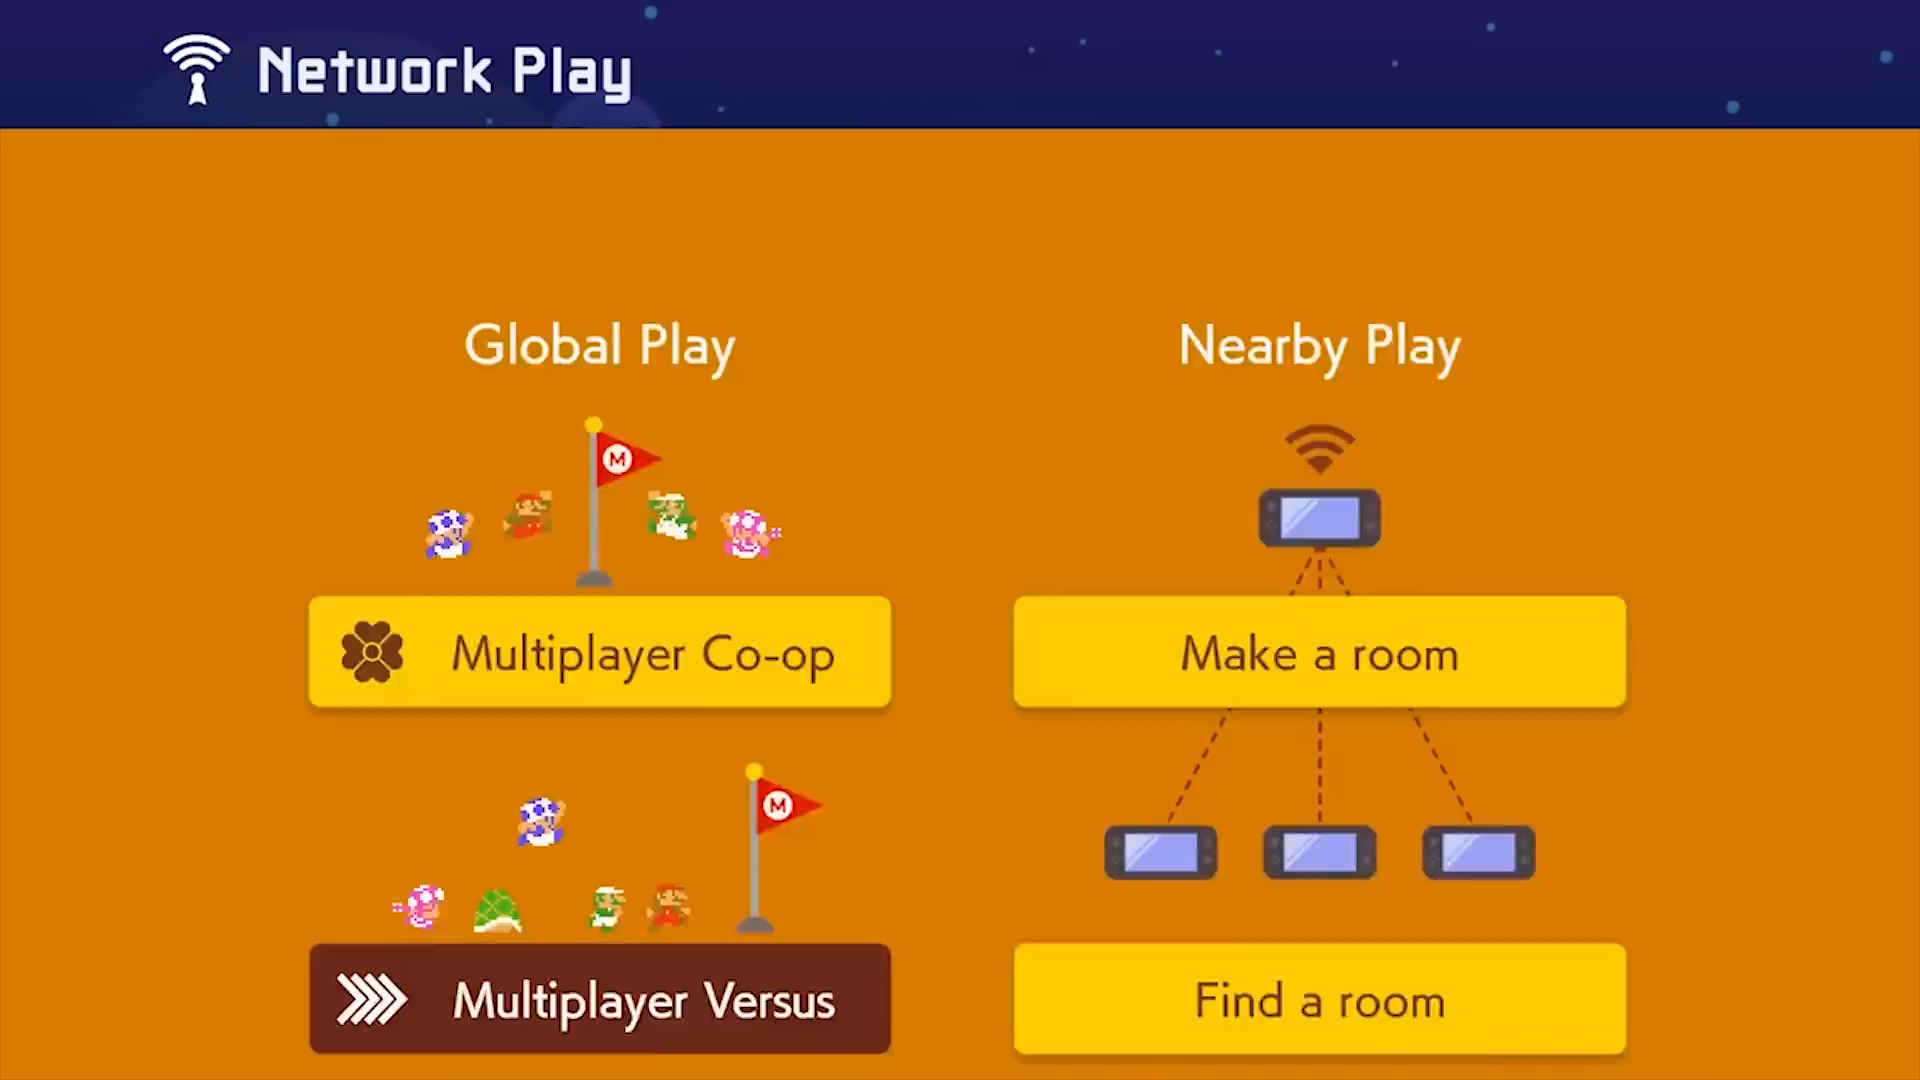 Network Play
Global Play
M
Multiplayer Co-op
M
Multiplayer Versus
Nearby Play
Make a room
Find a room